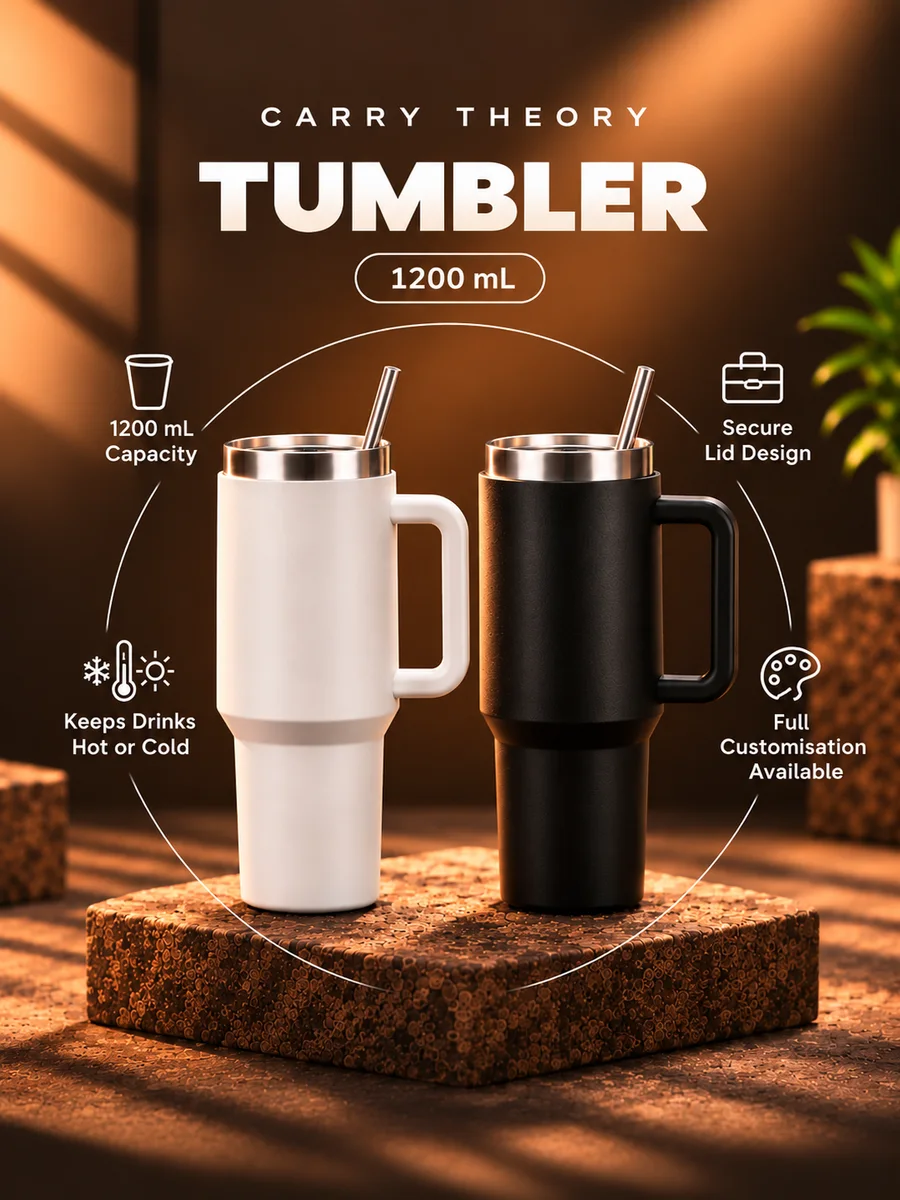 CARRY THEORY
TUMBLER
1200 mL
1200 mL
Capacity
Secure
Lid Design
Keeps Drinks
Hot or Cold
Full
Customisation
Available